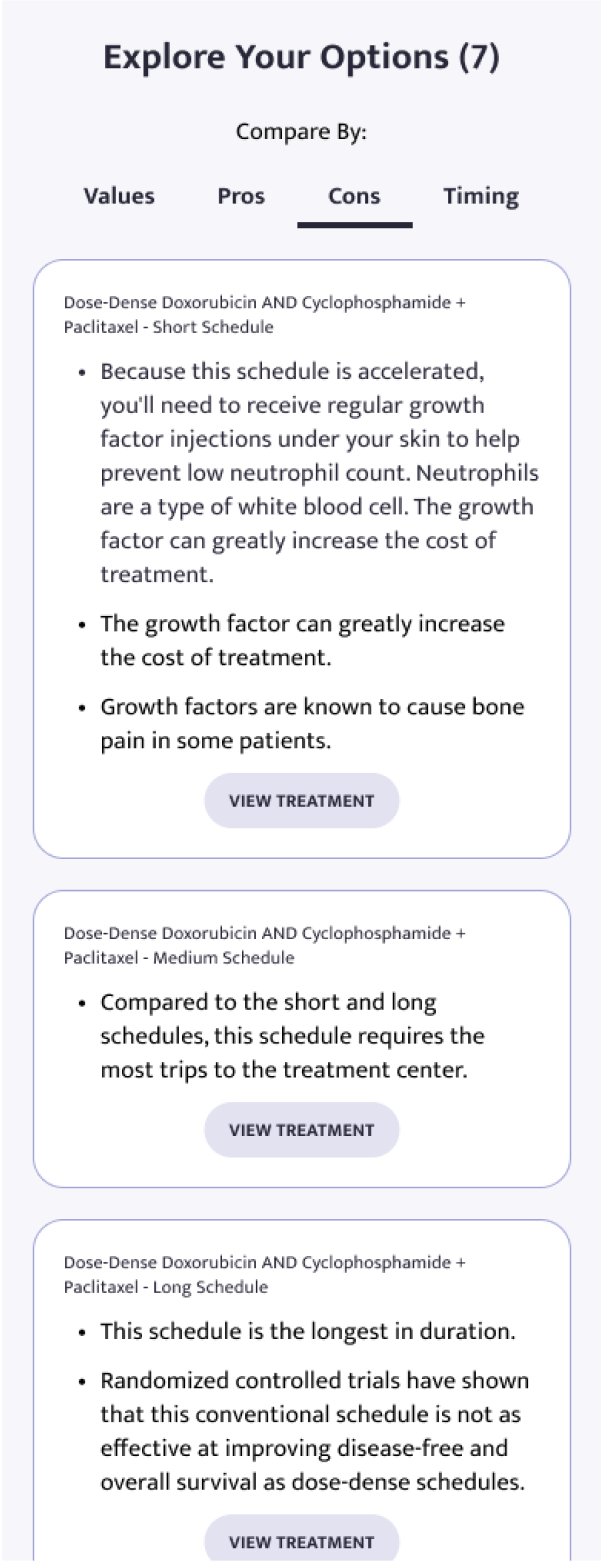 Explore Your Options (7)
Compare By:
Values Pros Cons Timing
Dose-Dense Doxorubicin AND Cyclophosphamide +
Paclitaxel - Short Schedule
• Because this schedule is accelerated,
you'll need to receive regular growth
factor injections under your skin to help
prevent low neutrophil count. Neutrophils
are a type of white blood cell. The growth
factor can greatly increase the cost of
treatment.
• The growth factor can greatly increase
the cost of treatment.
• Growth factors are known to cause bone
pain in some patients.
VIEW TREATMENT
Dose-Dense Doxorubicin AND Cyclophosphamide +
Paclitaxel - Medium Schedule
• Compared to the short and long
schedules, this schedule requires the
most trips to the treatment center.
VIEW TREATMENT
Dose-Dense Doxorubicin AND Cyclophosphamide +
Paclitaxel - Long Schedule
• This schedule is the longest in duration.
• Randomized controlled trials have shown
that this conventional schedule is not as
effective at improving disease-free and
overall survival as dose-dense schedules.
VIEW TREATMENT